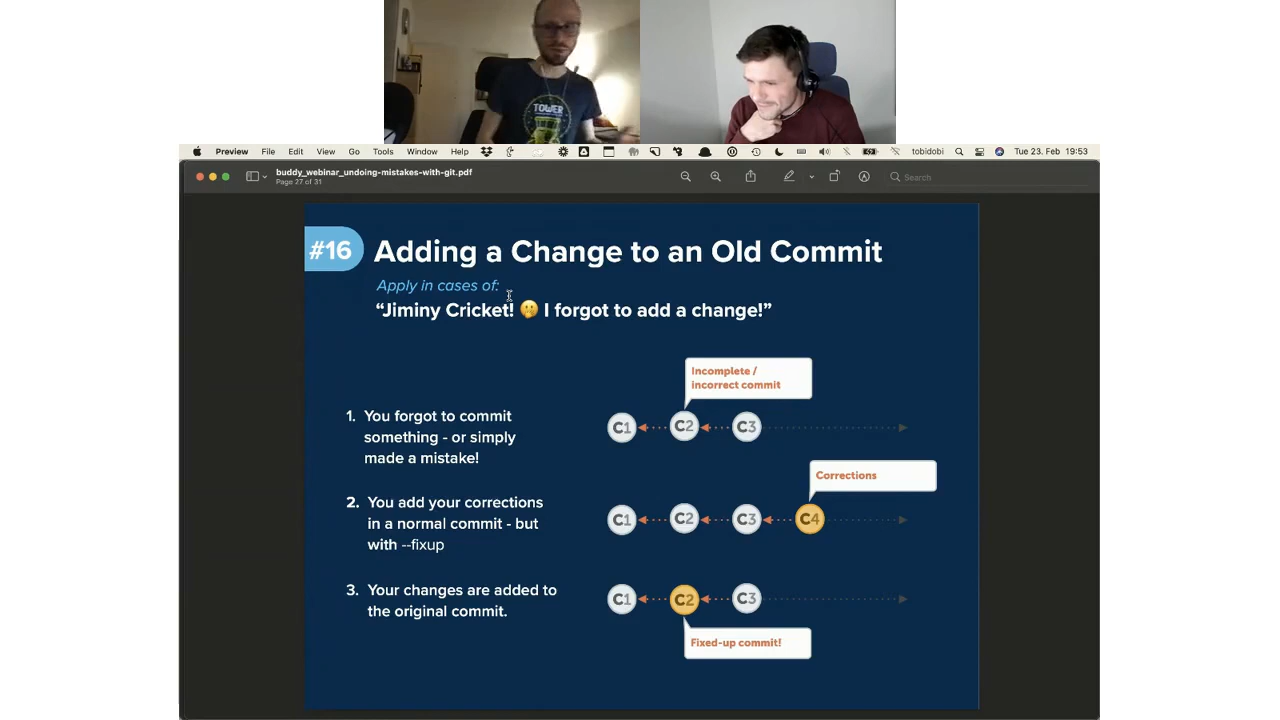 TOWER
Preview File Edit View Go Tools Window Help tobidobi Tue 23. Feb 19:53
buddy_webinar_undoing-mistakes-with-git.pdf
Page 27 of 31
Search
#16 Adding a Change to an Old Commit
Apply in cases of:
“Jiminy Cricket! 🤭 I forgot to add a change!”
Incomplete /
incorrect commit
1. You forgot to commit
something - or simply
made a mistake!
C1 C2 C3
Corrections
2. You add your corrections
in a normal commit - but
with --fixup
C1 C2 C3 C4
3. Your changes are added to
the original commit.
C1 C2 C3
Fixed-up commit!